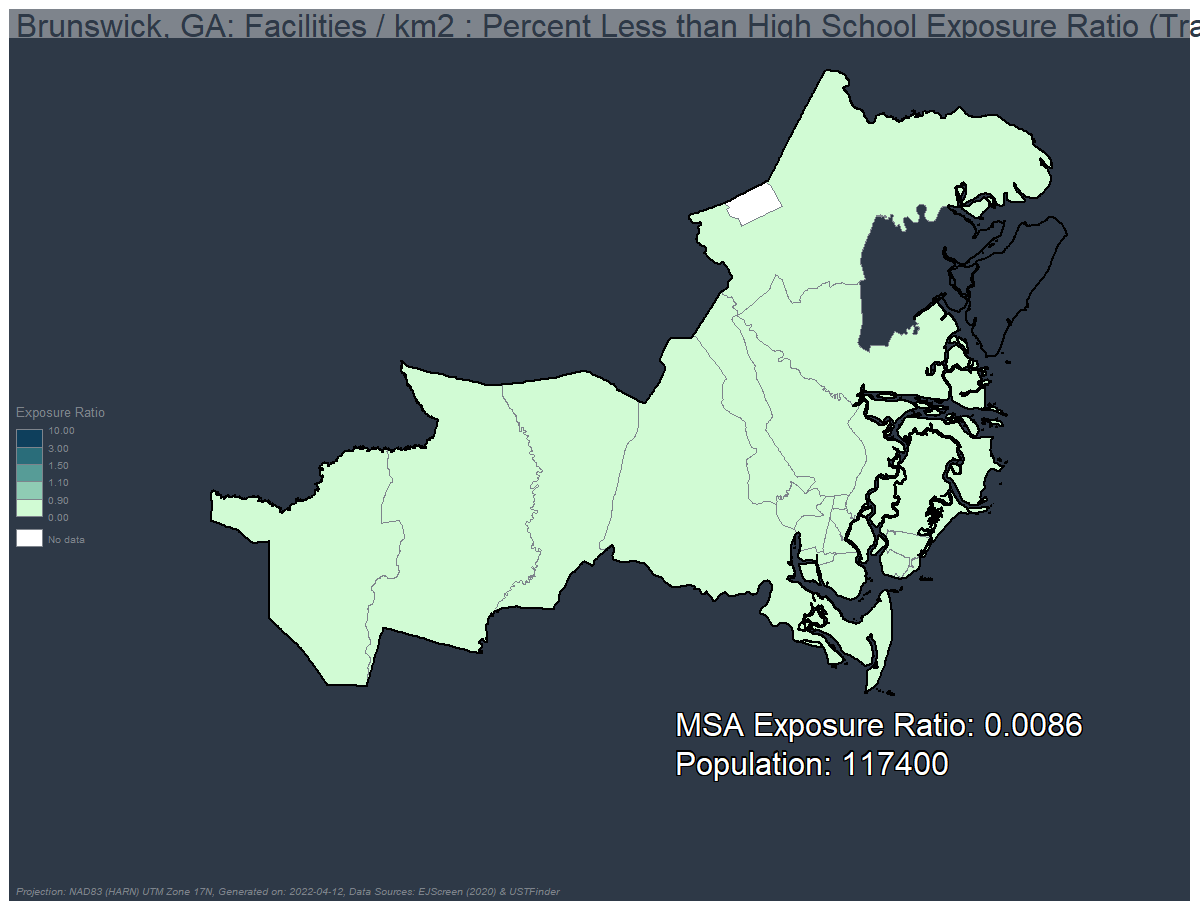 Brunswick, GA: Facilities / km2 : Percent Less than High School Exposure Ratio (Tra
Exposure Ratio
10.00
3.00
1.50
1.10
0.90
0.00
No data
MSA Exposure Ratio: 0.0086
Population: 117400
Projection: NAD83 (HARN) UTM Zone 17N, Generated on: 2022-04-12, Data Sources: EJScreen (2020) & USTFinder